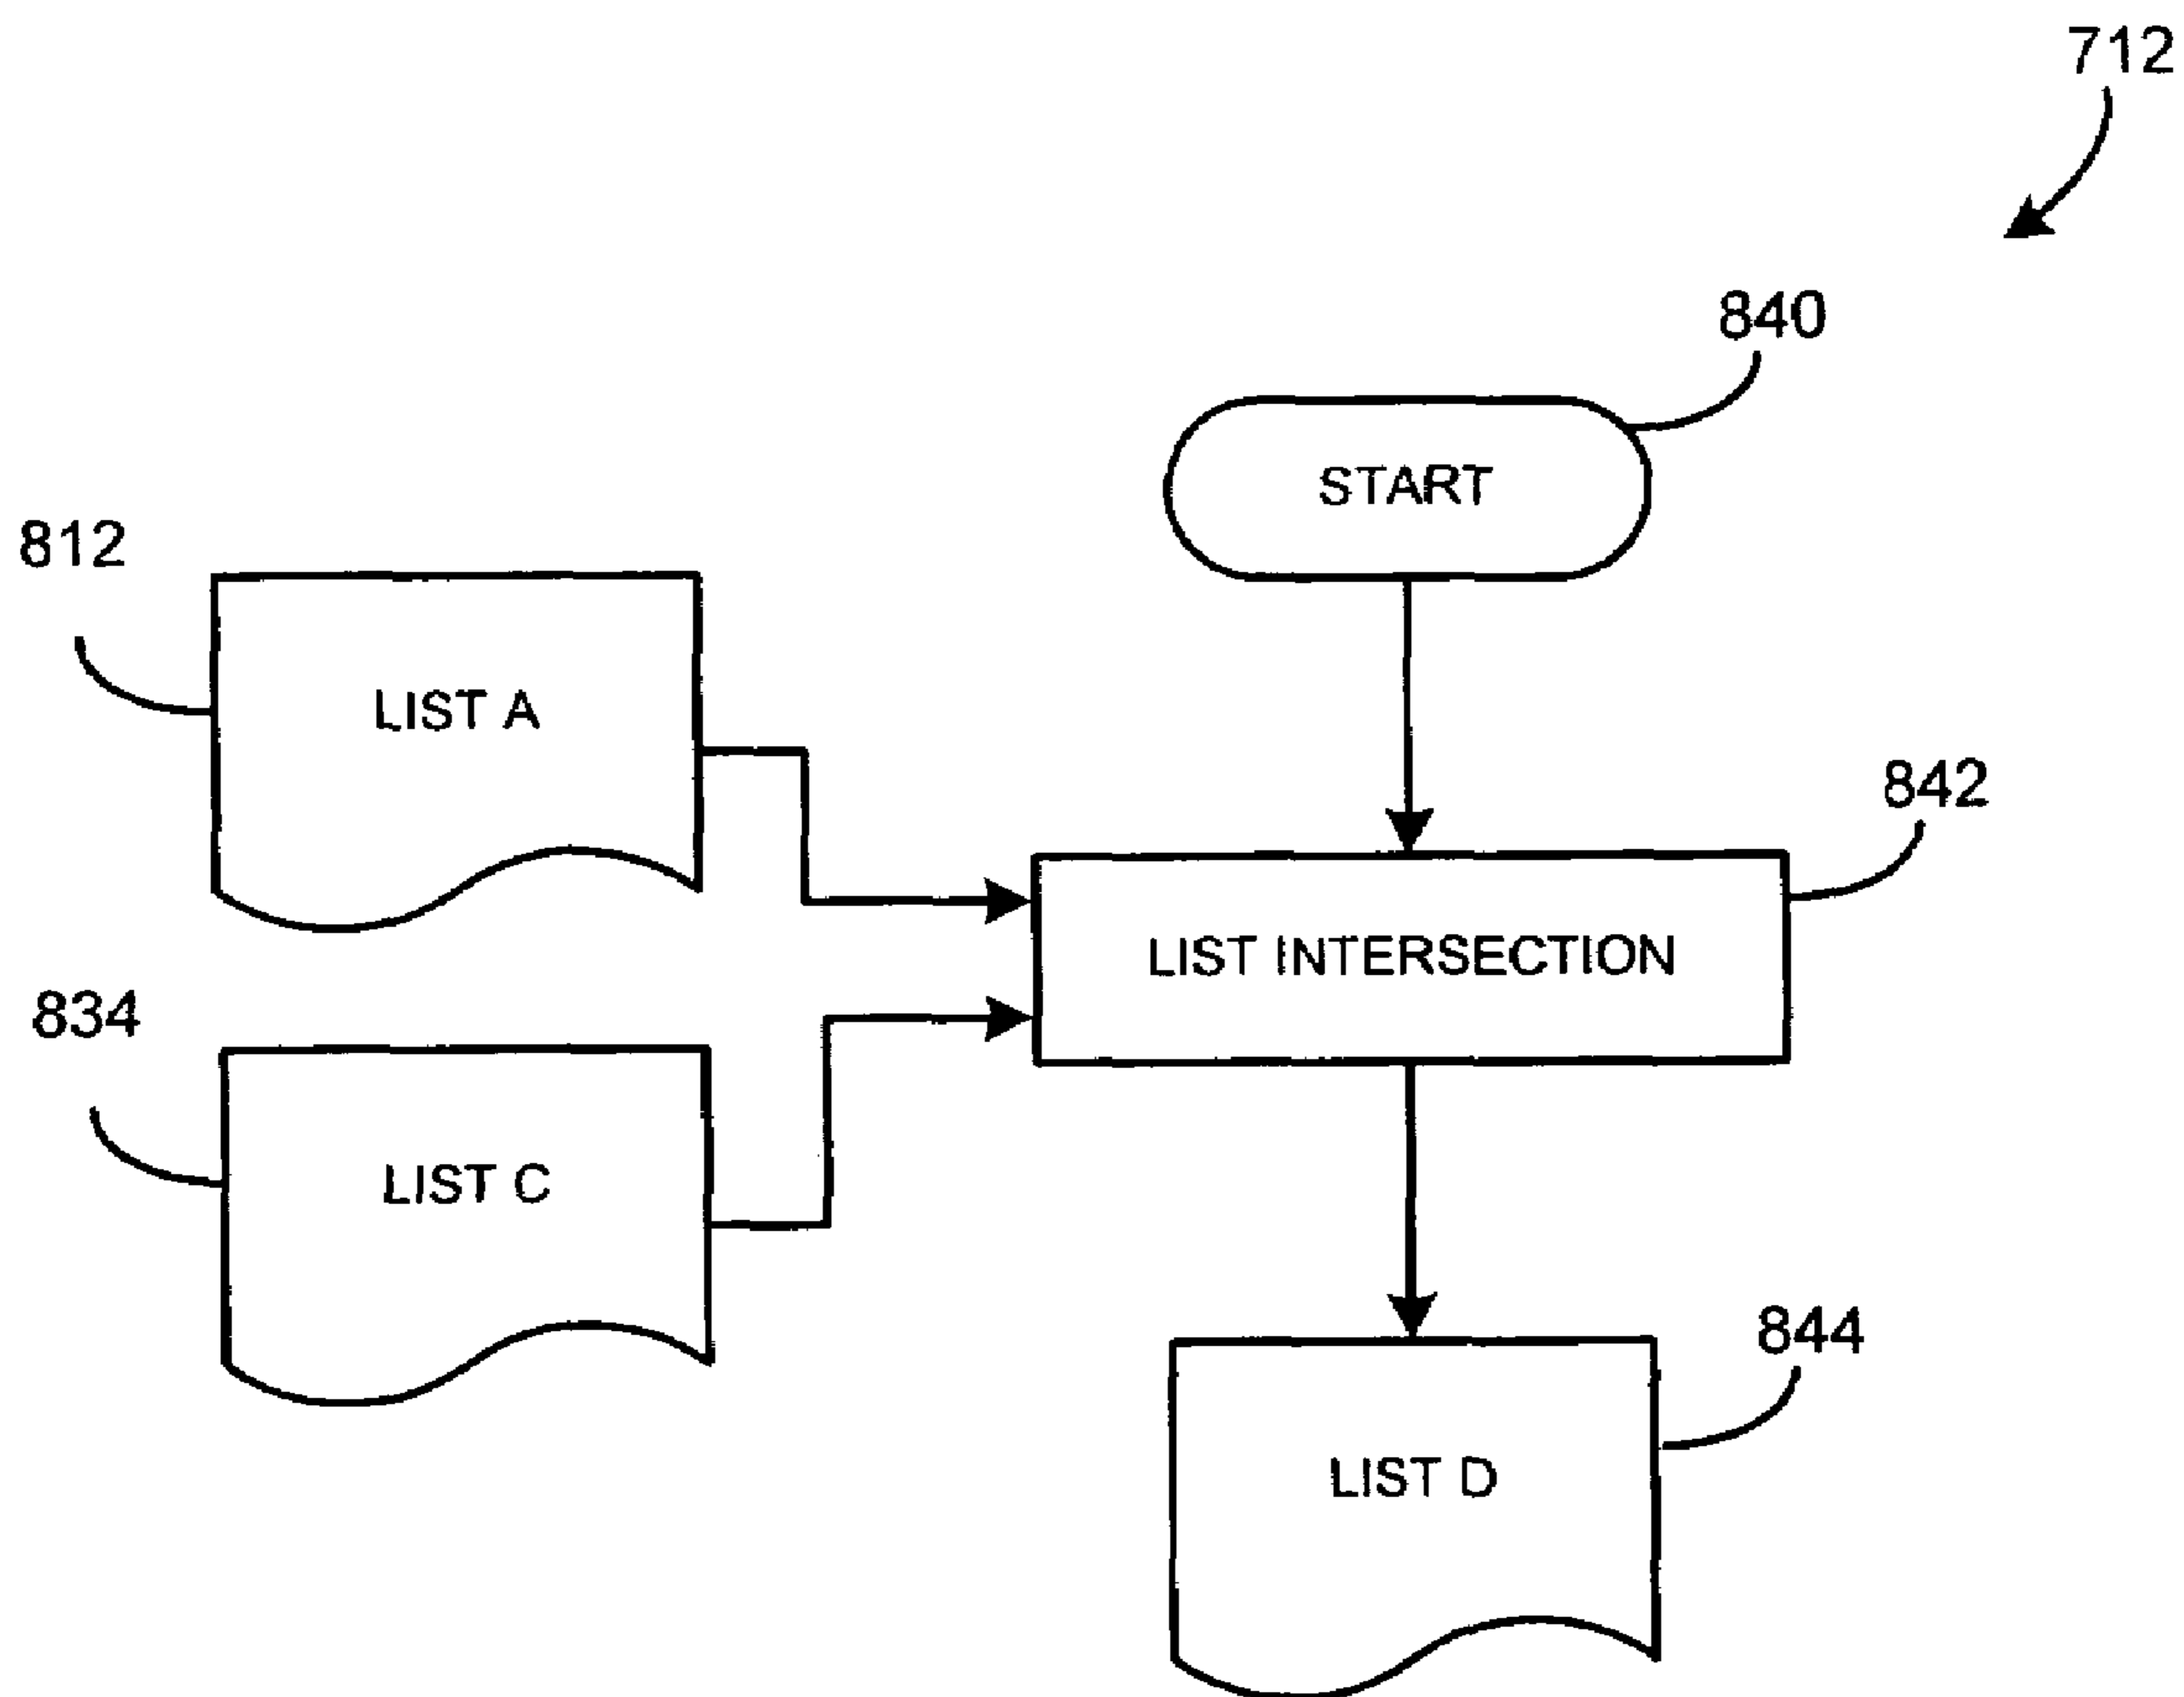 712
840
START
812
LIST A
842
LIST INTERSECTION
834
LIST C
844
LIST D